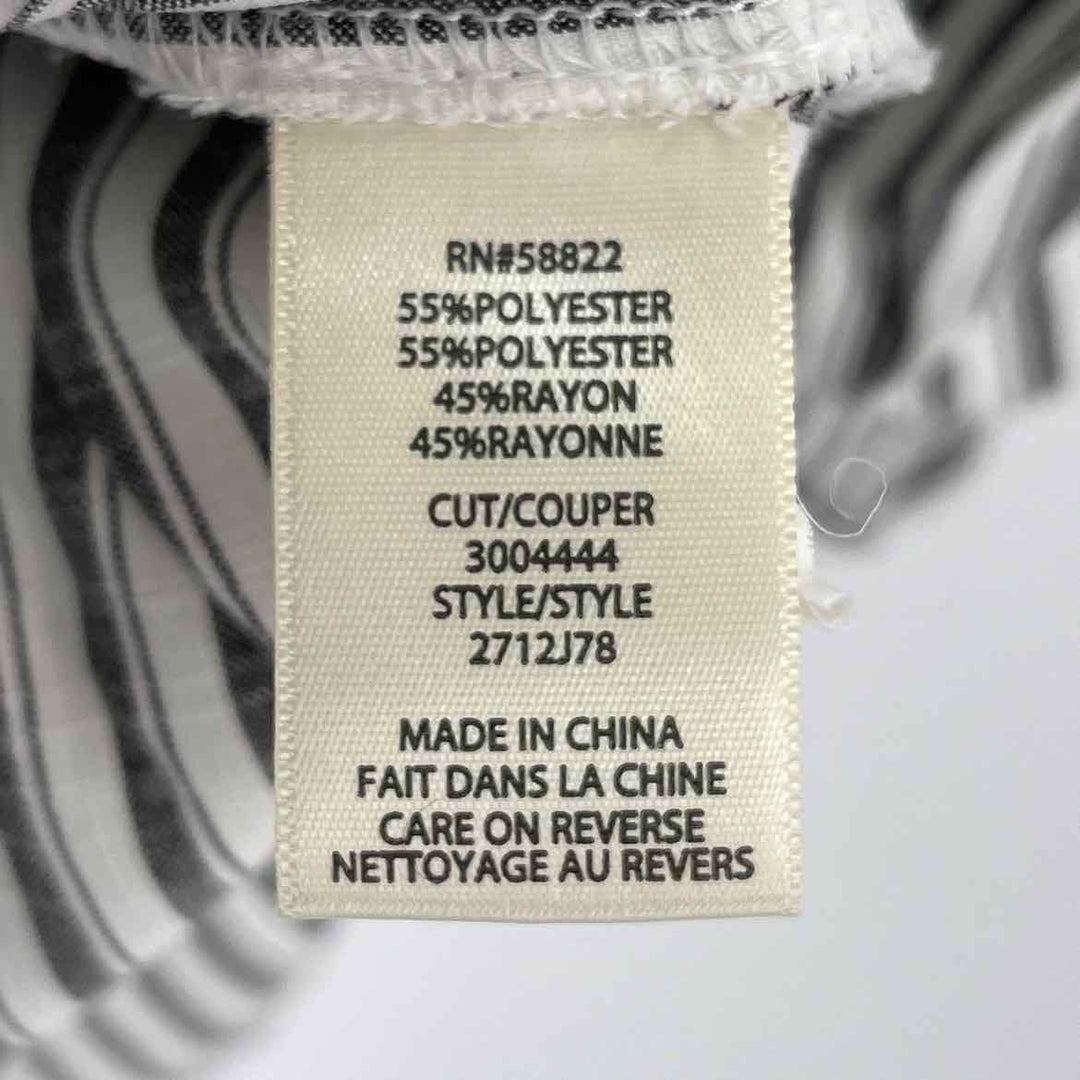 RN#58822
55%POLYESTER
55%POLYESTER
45%RAYON
45%RAYONNE
CUT/COUPER
3004444
STYLE/STYLE
2712J78
MADE IN CHINA
FAIT DANS LA CHINE
CARE ON REVERSE
NETTOYAGE AU REVERS